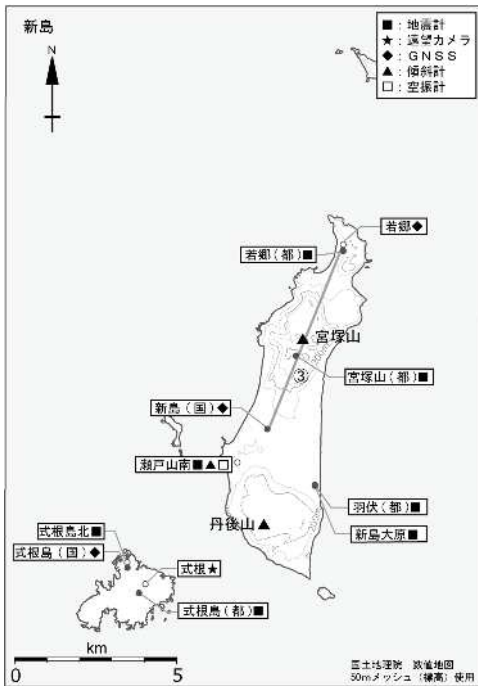 新島
■：地震計
★：遠望カメラ
◆：GNSS
▲：傾斜計
□：空振計
N
若郷◆
若郷（都）■
宮塚山
300m
宮塚山（都）■
③
新島（国）◆
瀬戸山南■▲□
羽伏（都）■
新島大原■
丹後山
式根島北■
式根島（国）◆
式根★
式根島（都）■
km
0 5
国土地理院 数値地図
50mメッシュ（標高）使用